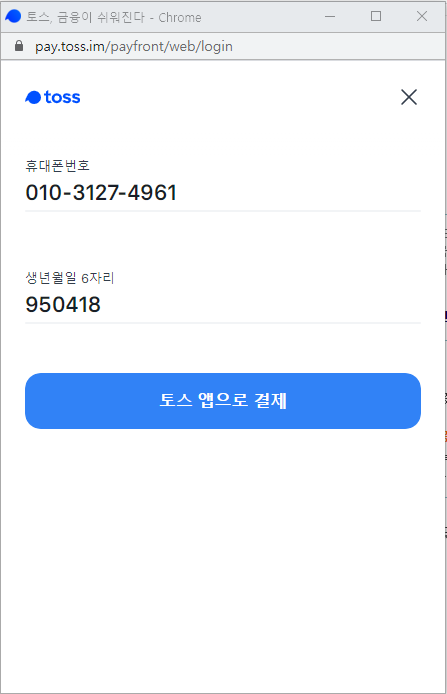 토스, 금융이 쉬워진다 - Chrome
pay.toss.im/payfront/web/login
toss
휴대폰번호
010-3127-4961
생년월일 6자리
950418
토스 앱으로 결제